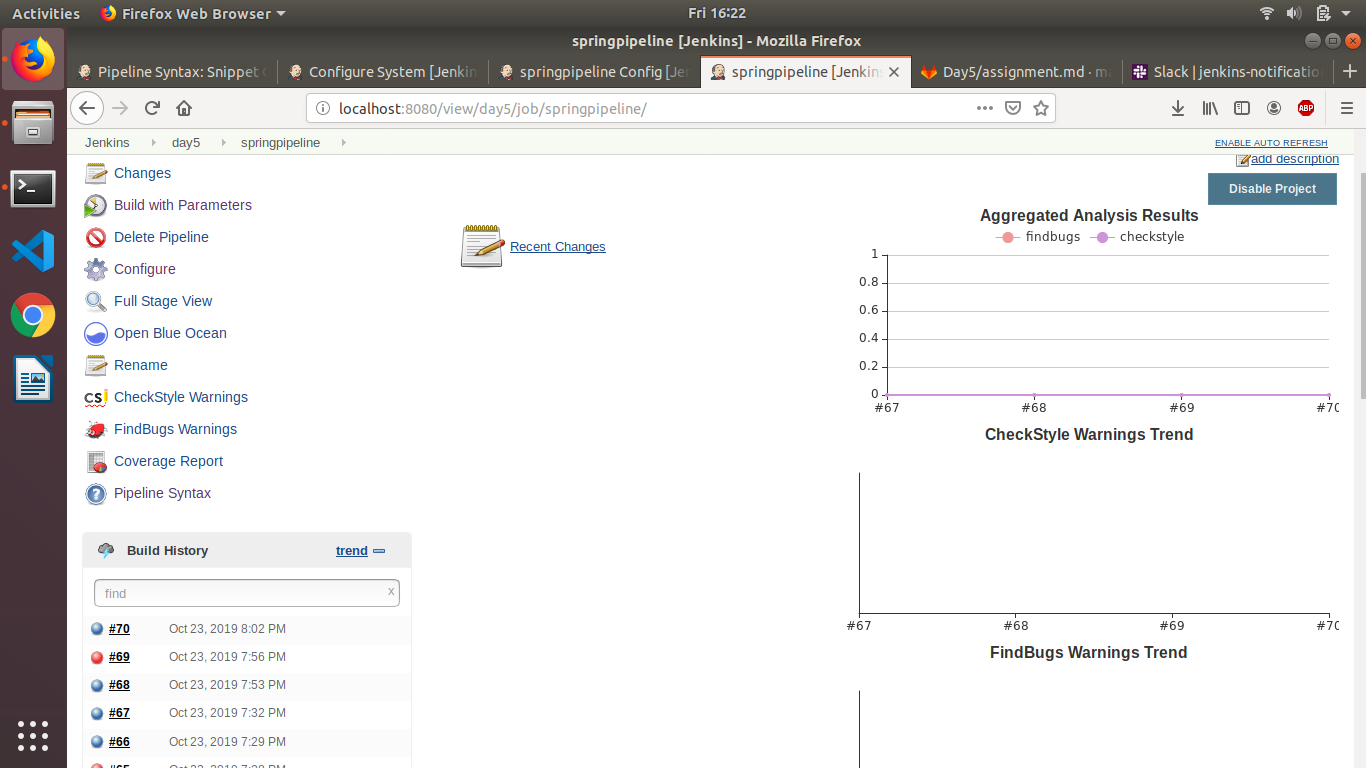 Activities
Firefox Web Browser
Fri 16:22
springpipeline [Jenkins] - Mozilla Firefox
Pipeline Syntax: Snippet
Configure System [Jenkin
springpipeline Config [Je
springpipeline [Jenkins
Day5/assignment.md · m
Slack | jenkins-notificatio
localhost:8080/view/day5/job/springpipeline/
ABP
Jenkins
day5
springpipeline
ENABLE AUTO REFRESH
add description
Disable Project
Changes
Build with Parameters
Delete Pipeline
Configure
Full Stage View
Open Blue Ocean
Rename
CS! CheckStyle Warnings
FindBugs Warnings
Coverage Report
? Pipeline Syntax
Build History
trend
find
x
#70 Oct 23, 2019 8:02 PM
#69 Oct 23, 2019 7:56 PM
#68 Oct 23, 2019 7:53 PM
#67 Oct 23, 2019 7:32 PM
#66 Oct 23, 2019 7:29 PM
Recent Changes
Aggregated Analysis Results
findbugs checkstyle
1
0.8
0.6
0.4
0.2
0
#67 #68 #69 #70
CheckStyle Warnings Trend
#67 #68 #69 #70
FindBugs Warnings Trend